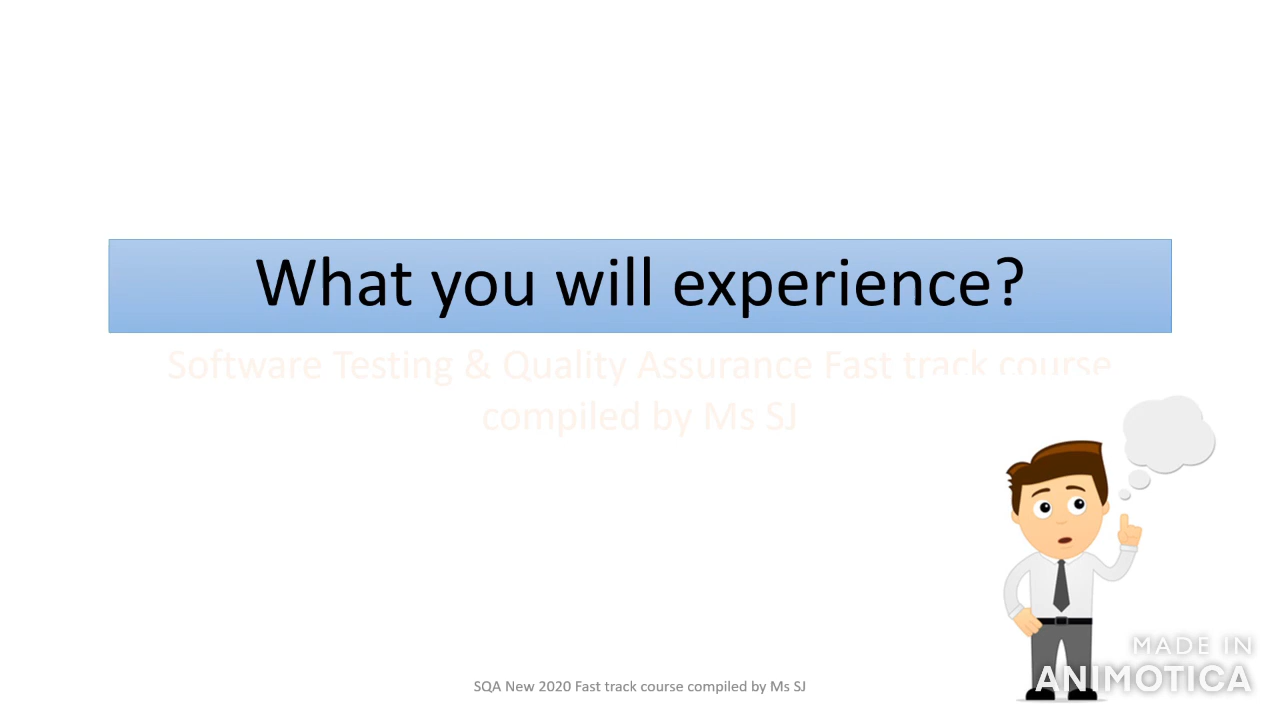 What you will experience?
Software Testing & Quality Assurance Fast track course
compiled by Ms SJ
SQA New 2020 Fast track course compiled by Ms SJ
MADE IN
ANIMOTICA